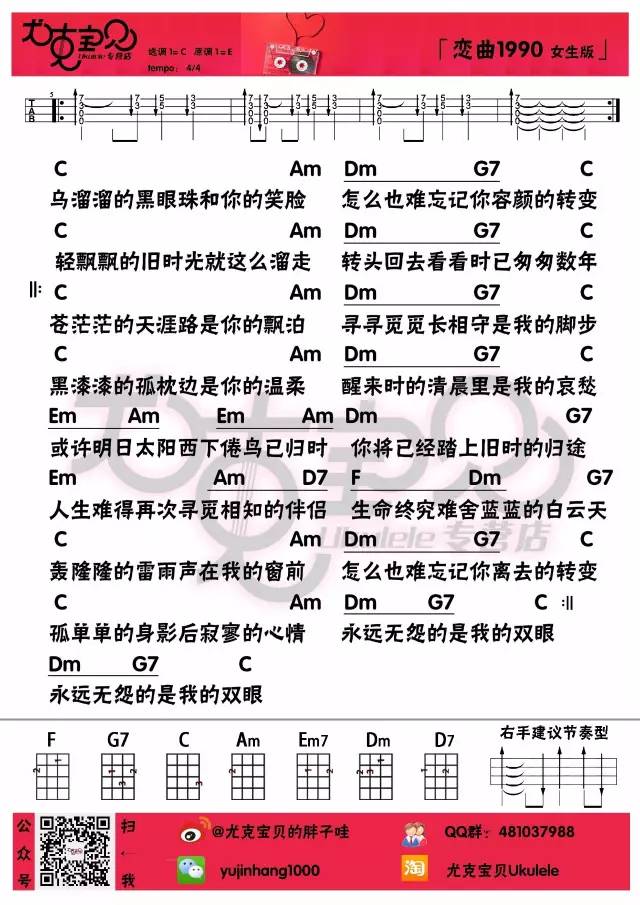 尤克宝贝
Ukulele 专营店
选调 1=C 原调 1=E
tempo: 4/4
「恋曲1990 女生版」
T A B
5
C Am Dm G7 C
乌溜溜的黑眼珠和你的笑脸 怎么也难忘记你容颜的转变
C Am Dm G7 C
轻飘飘的旧时光就这么溜走 转头回去看看时已匆匆数年
C Am Dm G7 C
苍茫茫的天涯路是你的飘泊 寻寻觅觅长相守是我的脚步
C Am Dm G7 C
黑漆漆的孤枕边是你的温柔 醒来时的清晨里是我的哀愁
Em Am Em Am Dm G7
或许明日太阳西下倦鸟已归时 你将已经踏上旧时的归途
Em Am D7 F Dm G7
人生难得再次寻觅相知的伴侣 生命终究难舍蓝蓝的白云天
C Am Dm G7 C
轰隆隆的雷雨声在我的窗前 怎么也难忘记你离去的转变
C Am Dm G7 C
孤单单的身影后寂寥的心情 永远无怨的是我的双眼
Dm G7 C
永远无怨的是我的双眼
F G7 C Am Em7 Dm D7 右手建议节奏型
公众号
扫一我
@尤克宝贝的胖子哇
QQ群: 481037988
yujinhang1000
淘 尤克宝贝Ukulele